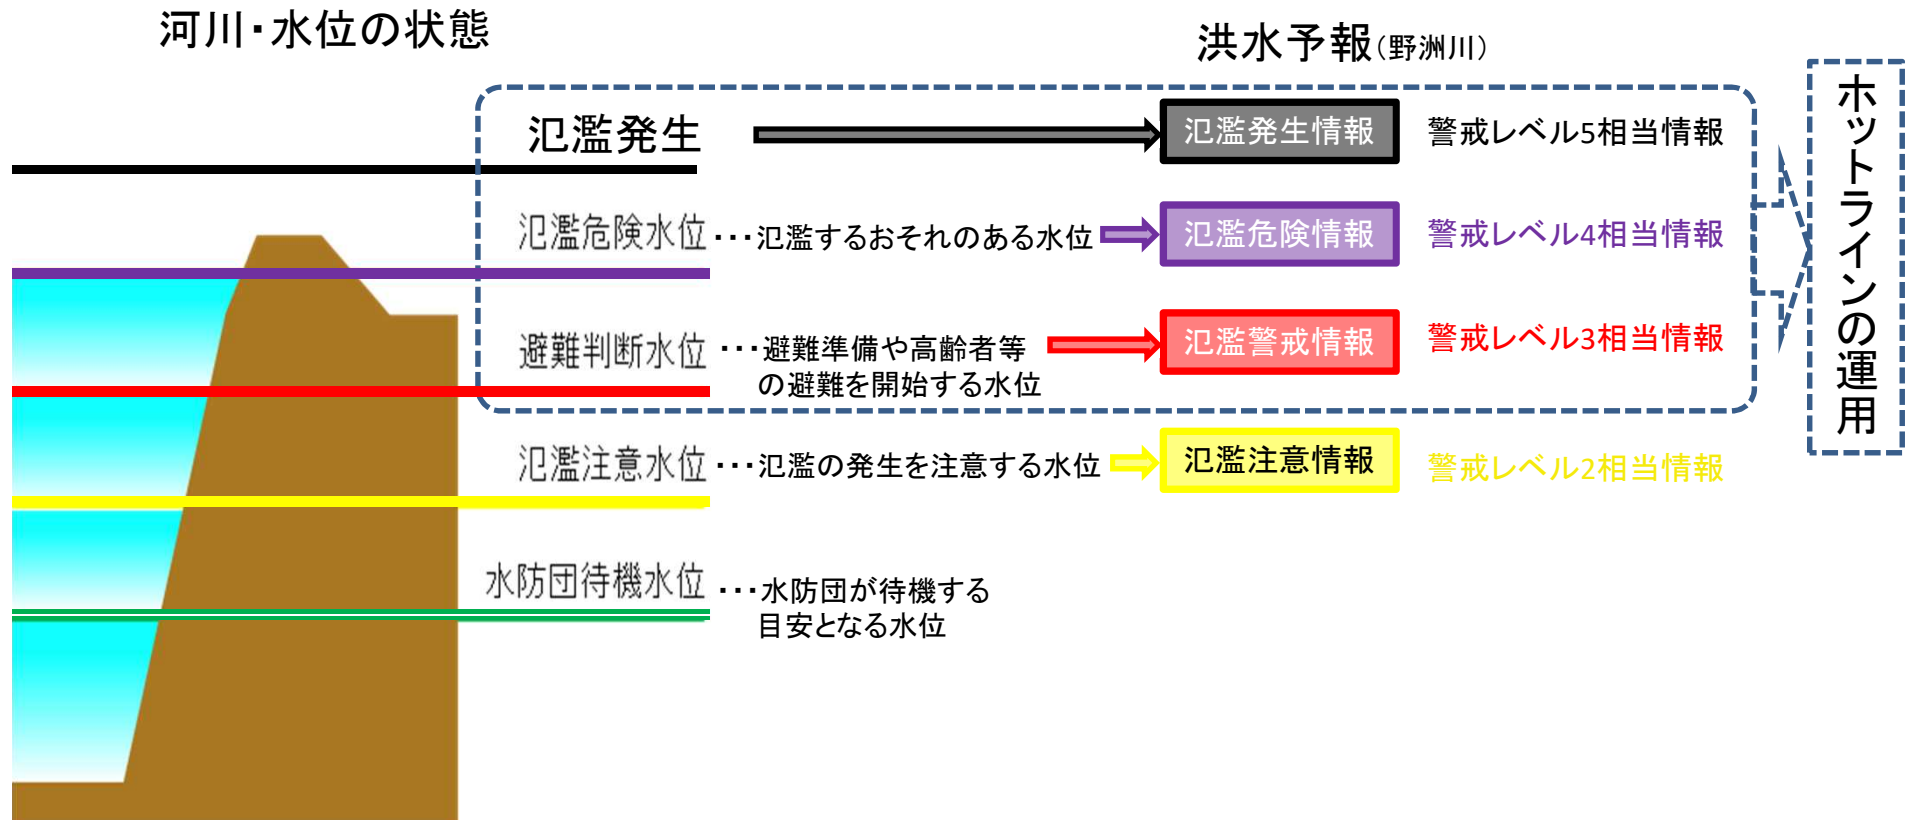 河川・水位の状態
洪水予報(野洲川)
氾濫発生
氾濫発生情報
警戒レベル5相当情報
氾濫危険水位
・・・氾濫するおそれのある水位
氾濫危険情報
警戒レベル4相当情報
避難判断水位
・・・避難準備や高齢者等
の避難を開始する水位
氾濫警戒情報
警戒レベル3相当情報
氾濫注意水位
・・・氾濫の発生を注意する水位
氾濫注意情報
警戒レベル2相当情報
水防団待機水位
・・・水防団が待機する
目安となる水位
ホットラインの運用